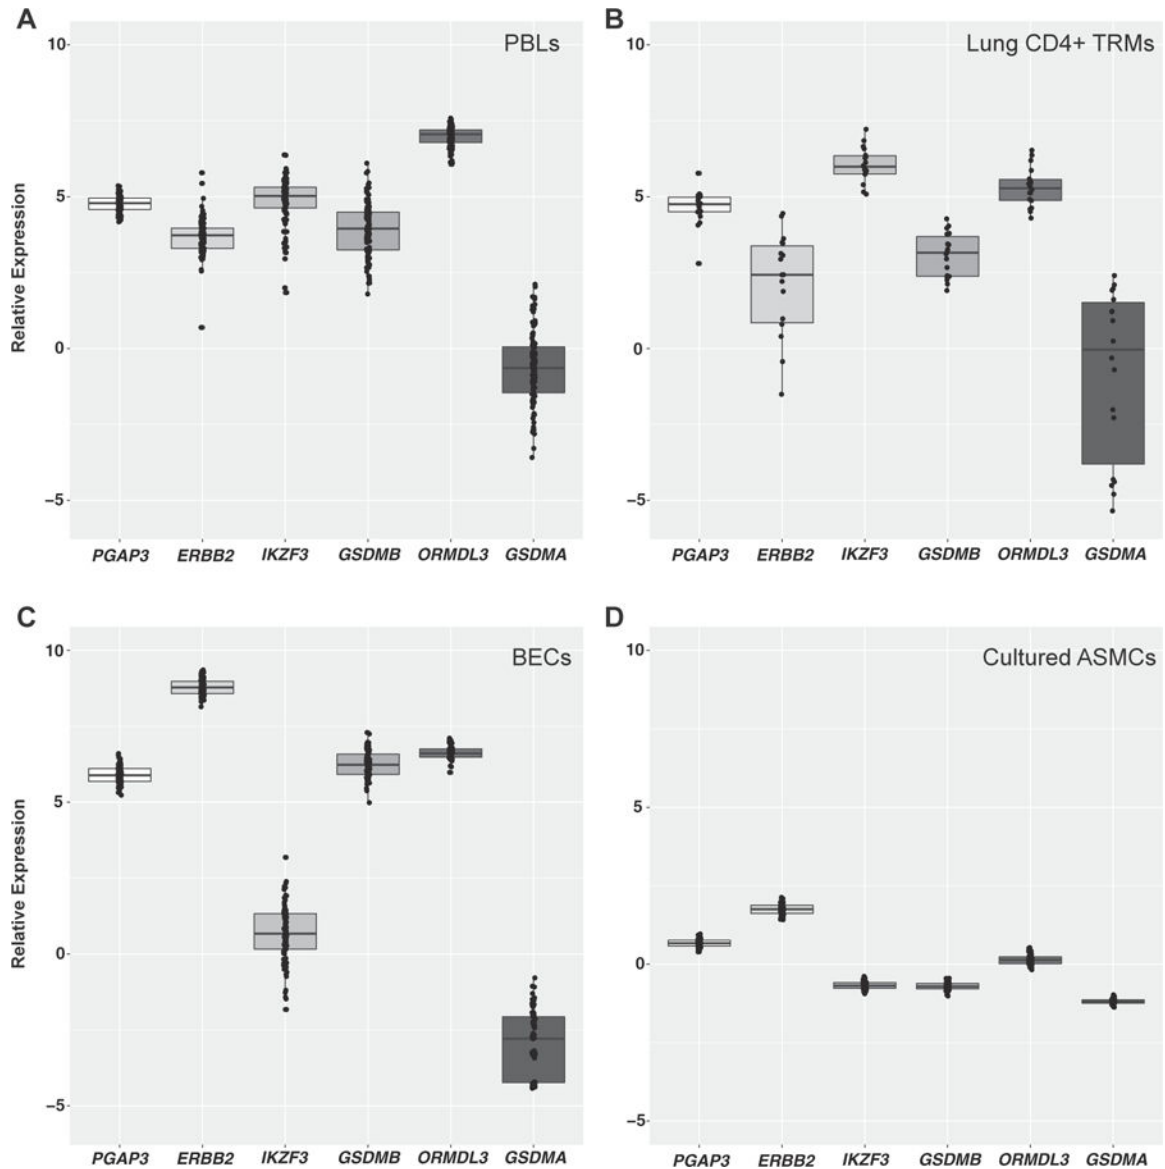 A
PBLs
10
5
0
−5
Relative Expression
PGAP3 ERBB2 IKZF3 GSDMB ORMDL3 GSDMA
B
Lung CD4+ TRMs
10
5
0
−5
PGAP3 ERBB2 IKZF3 GSDMB ORMDL3 GSDMA
C
BECs
10
5
0
−5
Relative Expression
PGAP3 ERBB2 IKZF3 GSDMB ORMDL3 GSDMA
D
Cultured ASMCs
10
5
0
−5
PGAP3 ERBB2 IKZF3 GSDMB ORMDL3 GSDMA